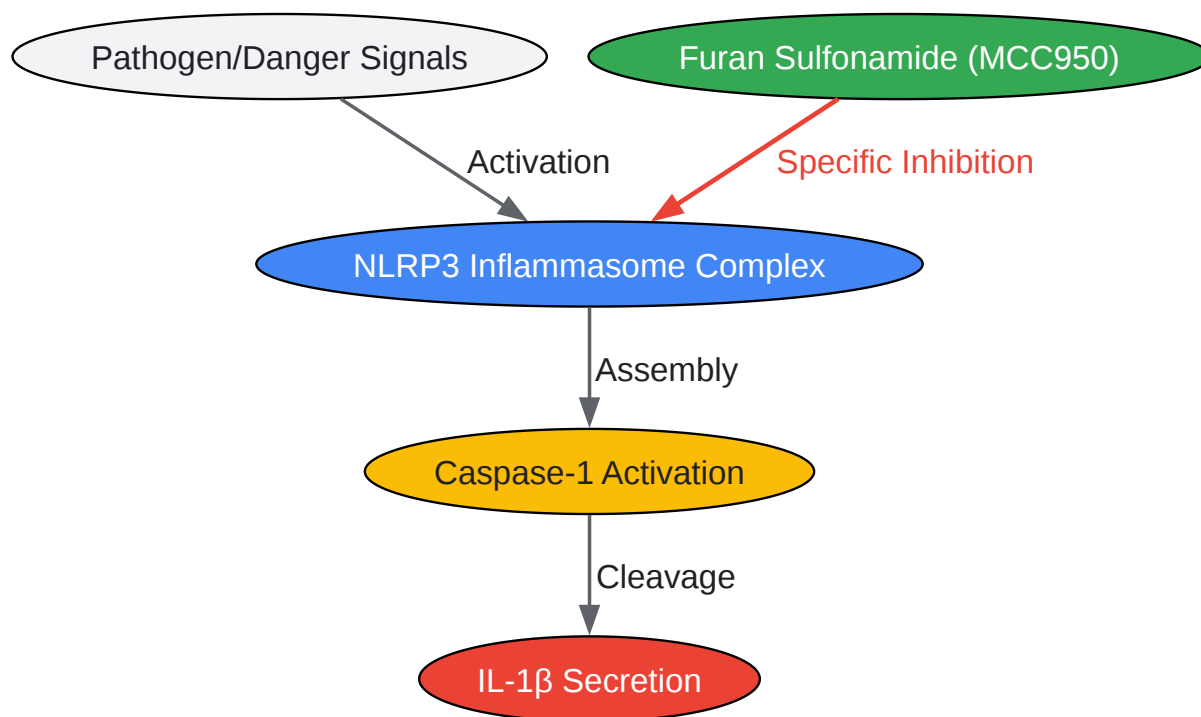 Pathogen/Danger Signals
Furan Sulfonamide (MCC950)
Activation
Specific Inhibition
NLRP3 Inflammasome Complex
Assembly
Caspase-1 Activation
Cleavage
IL-1β Secretion